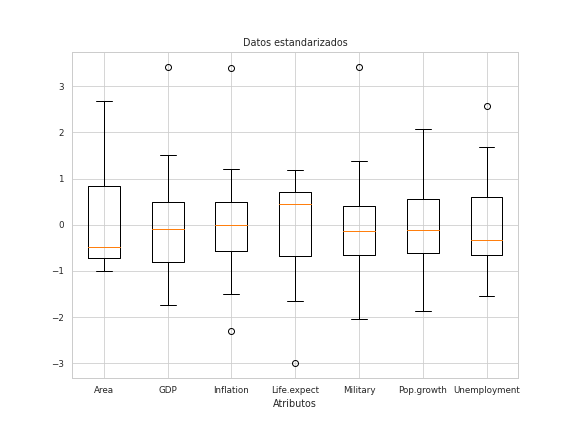 Datos estandarizados
3
2
1
0
−1
−2
−3
Area GDP Inflation Life.expect Military Pop.growth Unemployment
Atributos